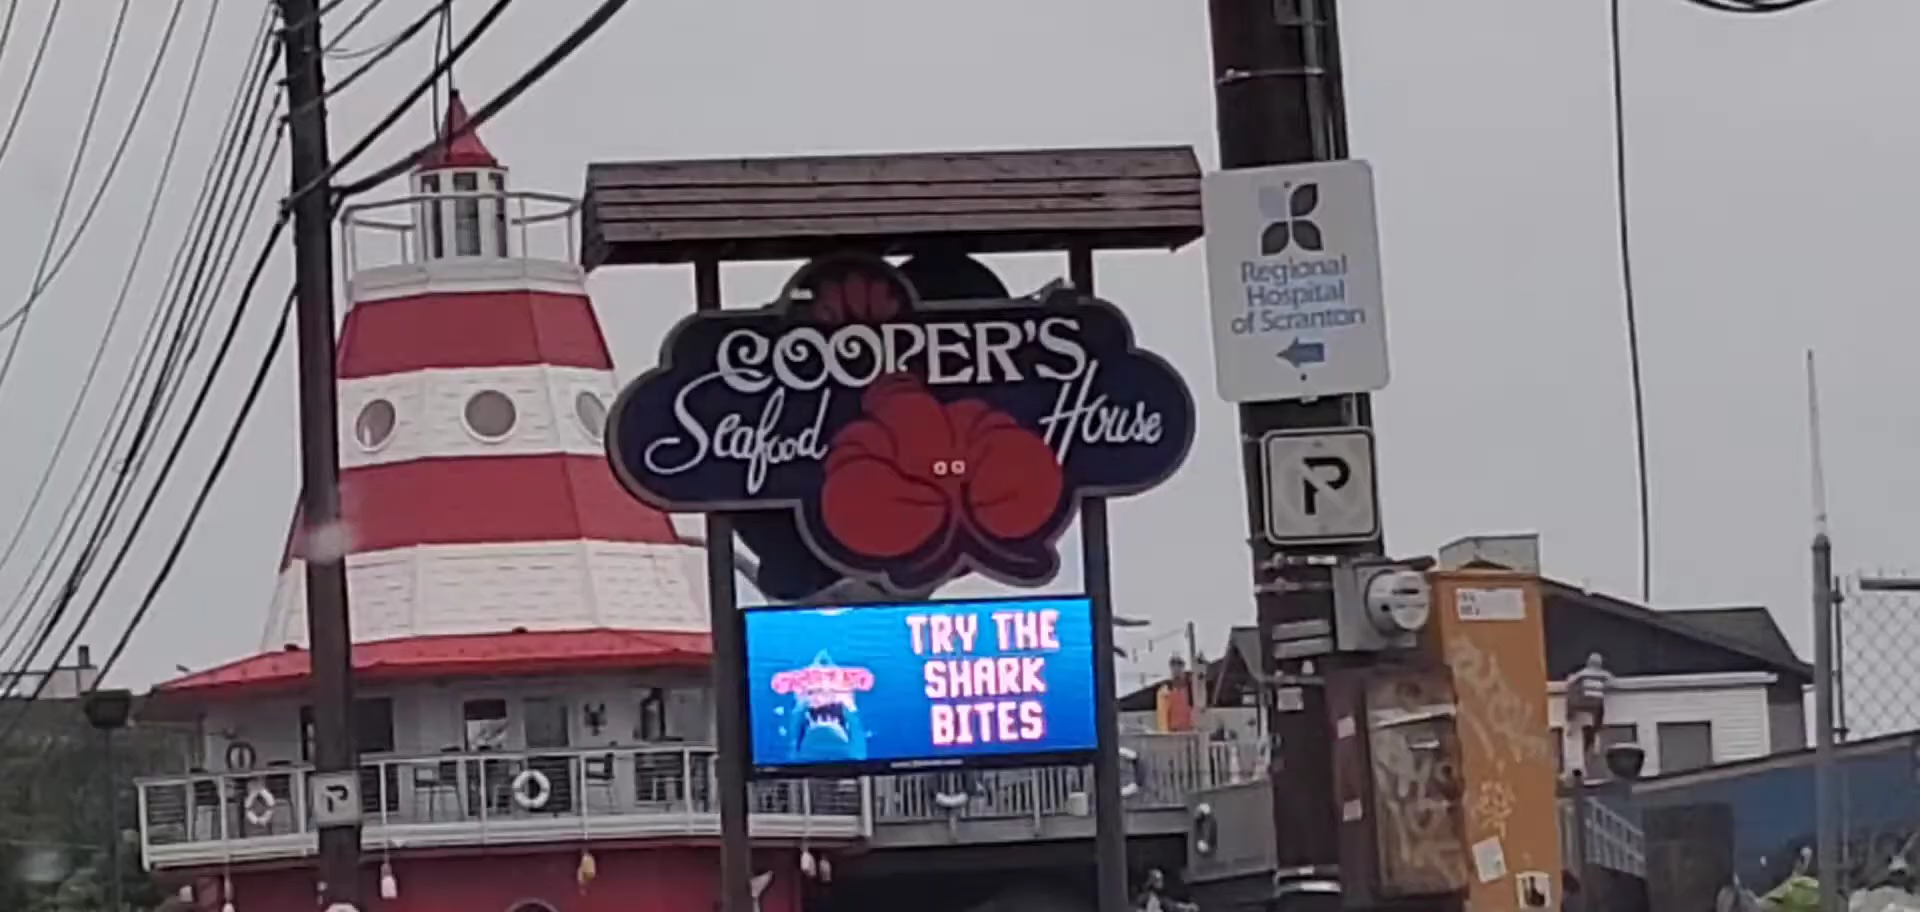 COOPER'S
Seafood House
TRY THE
SHARK
BITES
Regional
Hospital
of Scranton
P
P